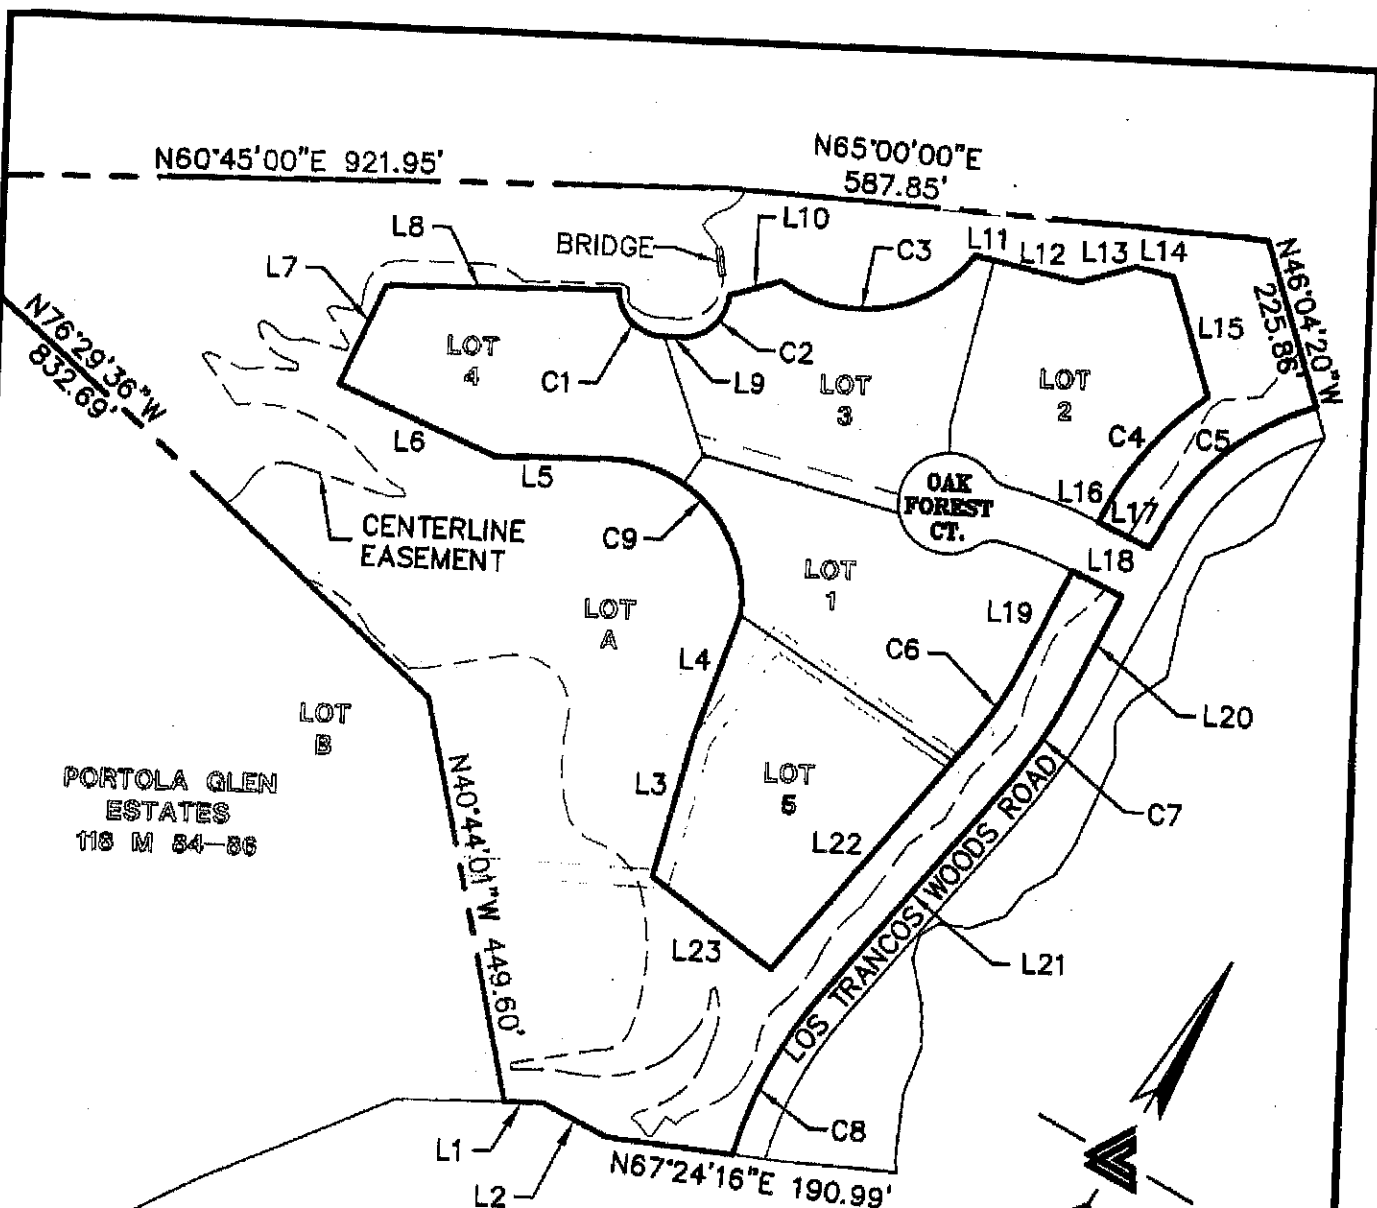 N65°00'00"E
587.85'
N60°45'00"E 921.95'
L10
L8
BRIDGE
C3
L11
L12
L13
L14
L7
N46°04'20"W
225.86'
N76°29'36"W
832.69'
L15
LOT
4
C1
L9
C2
LOT
3
LOT
2
L6
L5
C4
C5
OAK
FOREST
CT.
L16
L17
CENTERLINE
EASEMENT
C9
L18
LOT
1
LOT
A
L19
L4
C6
L20
LOT
B
PORTOLA GLEN
ESTATES
118 M 84-86
N40°44'01"W 449.60'
L3
LOT
5
C7
L22
LOS TRANCOS WOODS ROAD
L23
L21
L1
L2
C8
N67°24'16"E 190.99'